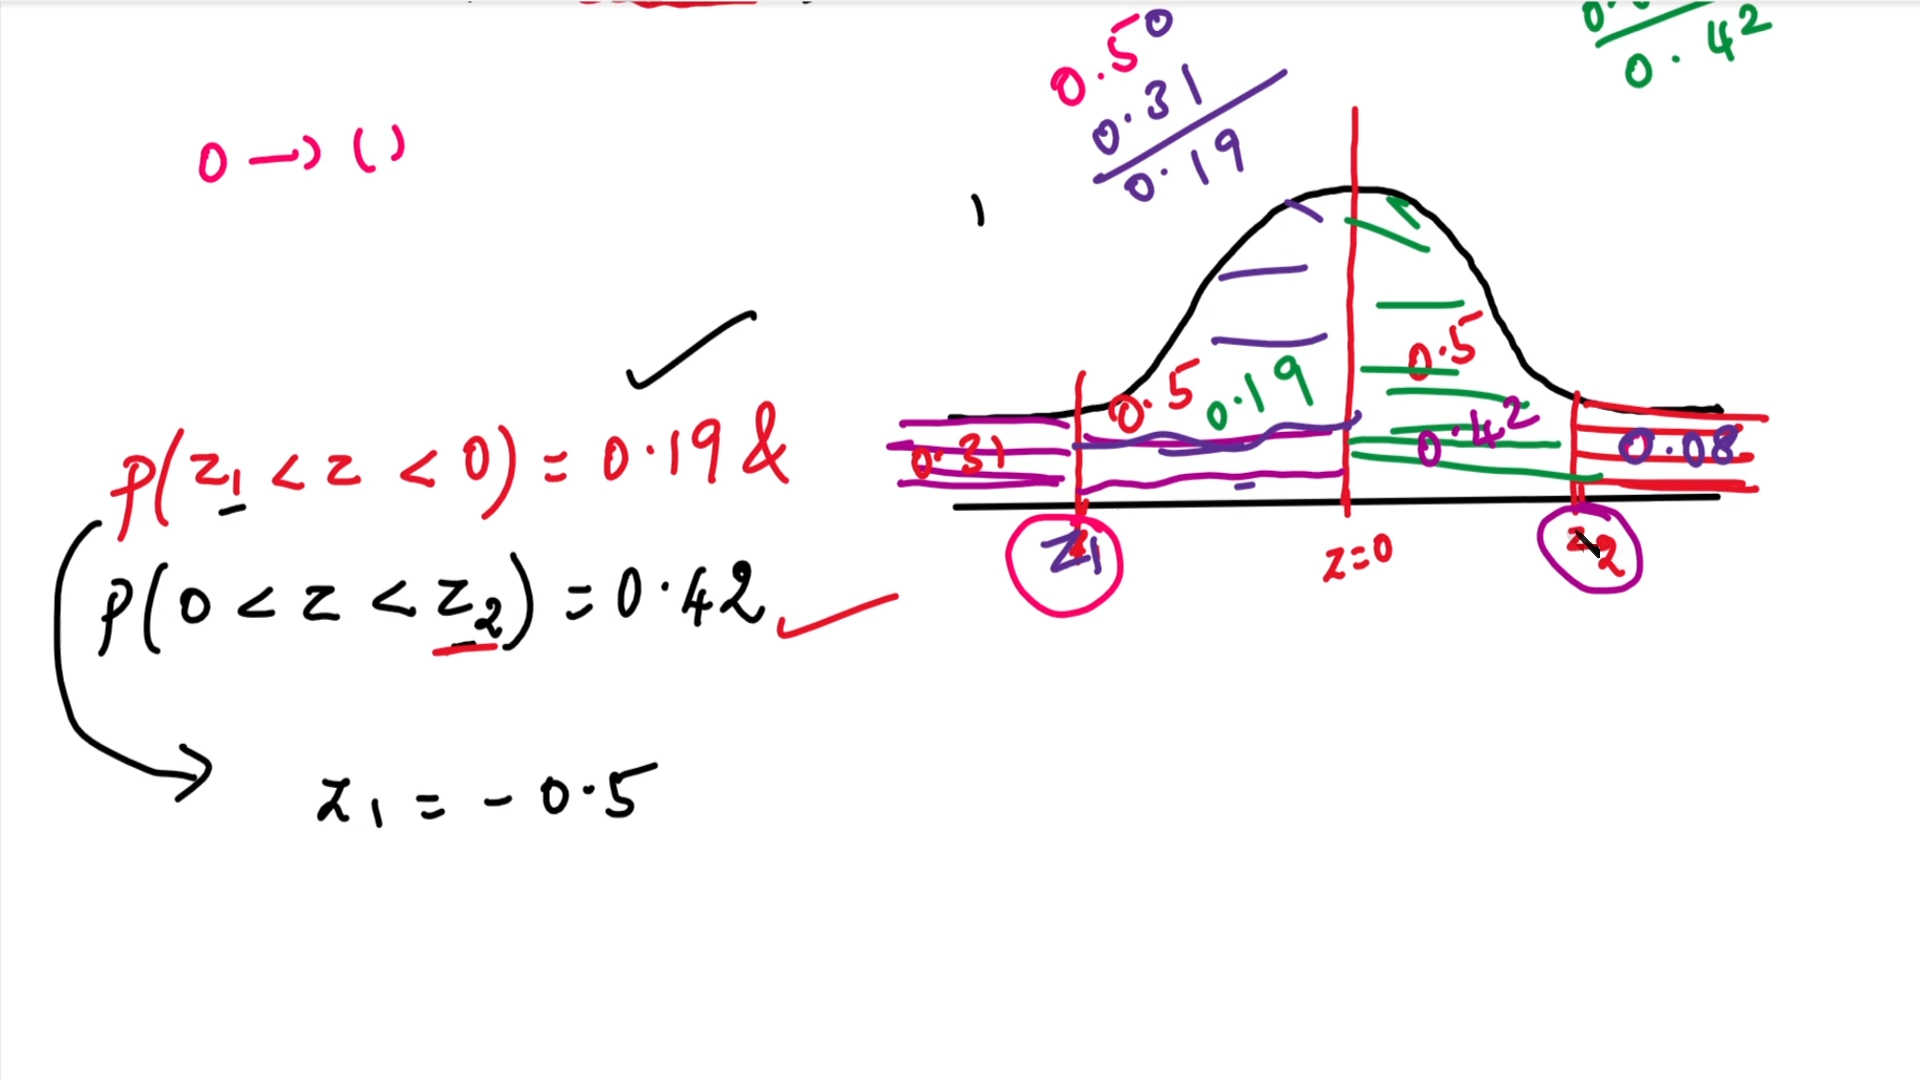 0.50
0.31
0.19
0.42
0 → ( )
0.5
0.5
0.19
0.31
0.42
0.08
z1
z=0
z2
P(z1 < z < 0) = 0.19 &
P(0 < z < z2) = 0.42
z1 = - 0.5